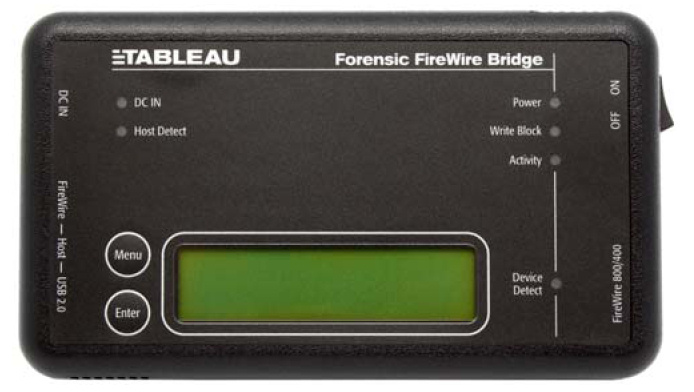 TABLEAU
Forensic FireWire Bridge
DC IN
DC IN
Host Detect
Power
Write Block
Activity
ON
OFF
FireWire — Host — USB 2.0
Menu
Enter
Device
Detect
FireWire 800/400